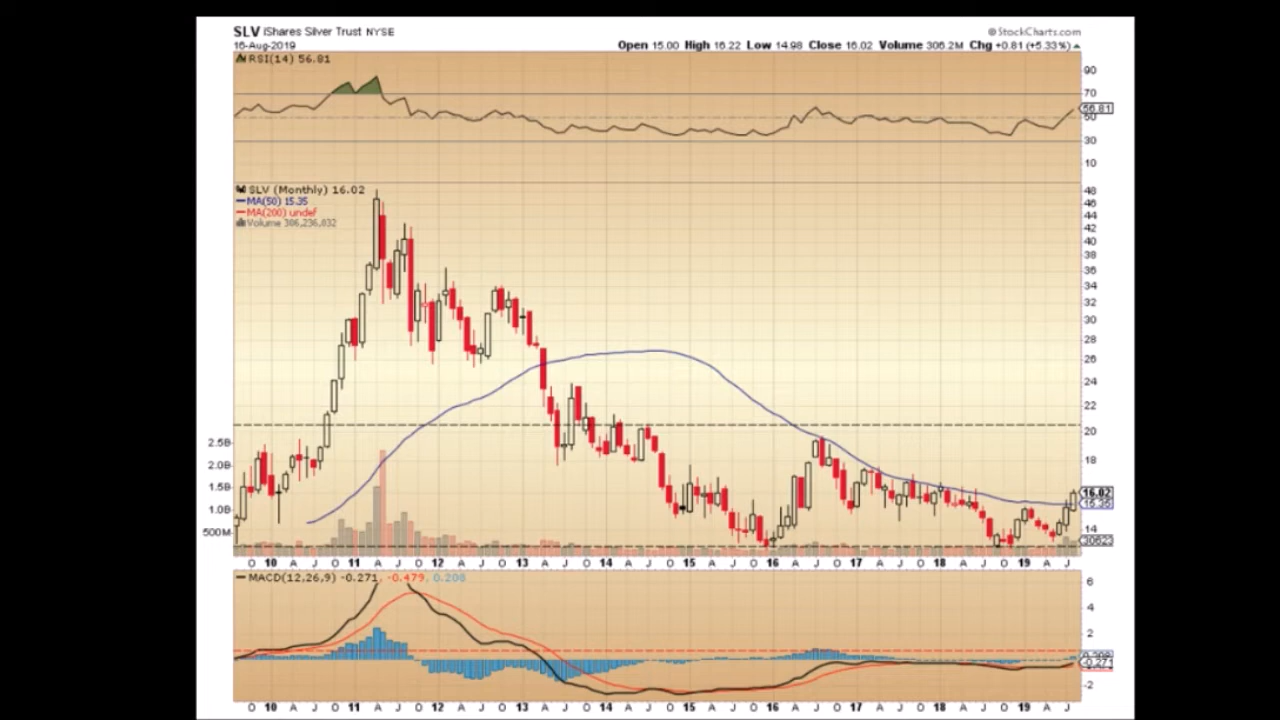 SLV iShares Silver Trust NYSE
© StockCharts.com
16-Aug-2019
Open 15.00 High 16.22 Low 14.98 Close 16.02 Volume 306.2M Chg +0.81 (+5.33%)
RSI(14) 56.81
90
70
56.81
50
30
10
SLV (Monthly) 16.02
MA(50) 15.35
MA(200) undef
Volume 306,236,032
48
46
44
42
40
38
36
34
32
30
28
26
24
22
20
18
16.02
15.35
14
30623
2.5B
2.0B
1.5B
1.0B
500M
O 10 A J O 11 A J O 12 A J O 13 A J O 14 A J O 15 A J O 16 A J O 17 A J O 18 A J O 19 A J
MACD(12,26,9) -0.271, -0.479, 0.208
6
4
2
0.208
-0.271
-2
O 10 A J O 11 A J O 12 A J O 13 A J O 14 A J O 15 A J O 16 A J O 17 A J O 18 A J O 19 A J